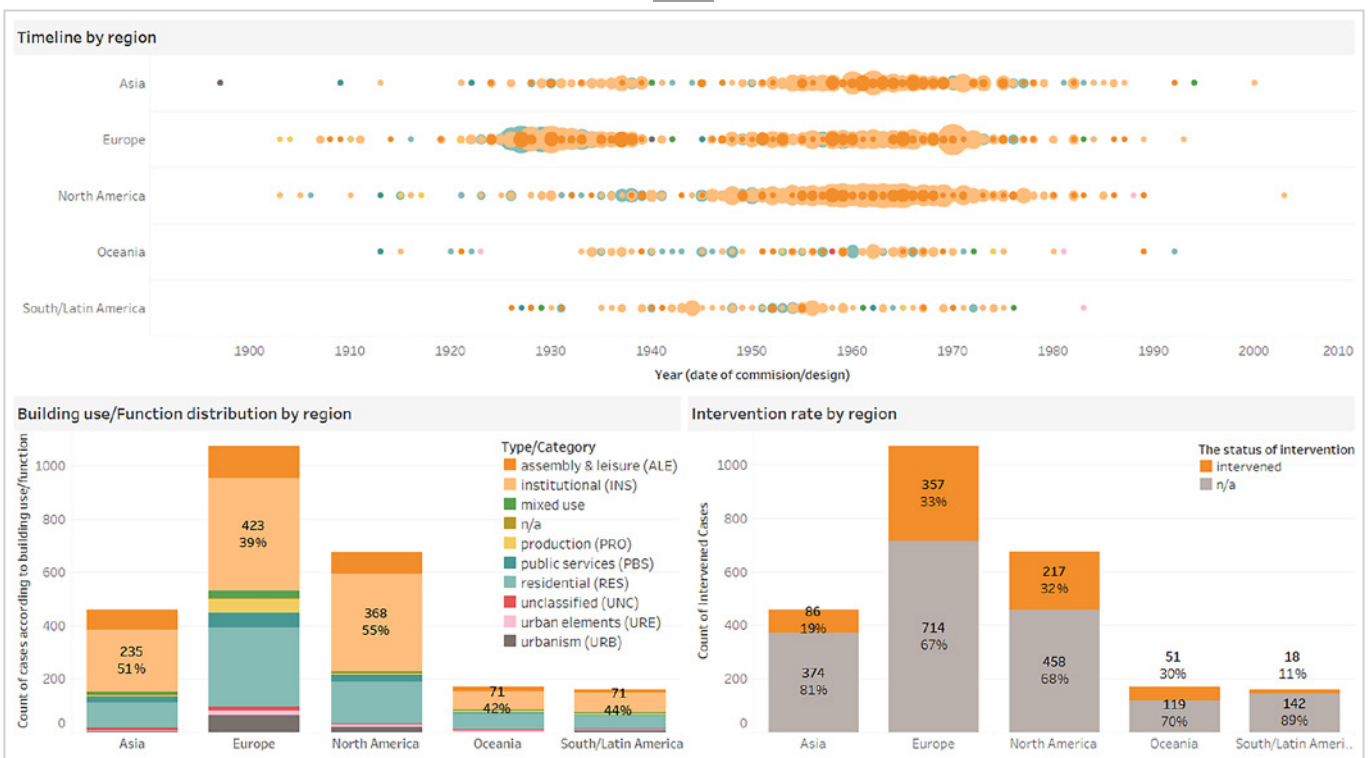 Timeline by region
Asia
Europe
North America
Oceania
South/Latin America
1900 1910 1920 1930 1940 1950 1960 1970 1980 1990 2000 2010
Year (date of commision/design)
Building use/Function distribution by region
Count of cases according to building use/function
1000
800
600
400
200
0
235
51%
423
39%
368
55%
71
42%
71
44%
Asia Europe North America Oceania South/Latin America
Type/Category
assembly & leisure (ALE)
institutional (INS)
mixed use
n/a
production (PRO)
public services (PBS)
residential (RES)
unclassified (UNC)
urban elements (URE)
urbanism (URB)
Intervention rate by region
Count of Intervened Cases
1000
800
600
400
200
0
86
19%
374
81%
357
33%
714
67%
217
32%
458
68%
51
30%
119
70%
18
11%
142
89%
Asia Europe North America Oceania South/Latin Ameri..
The status of intervention
intervened
n/a